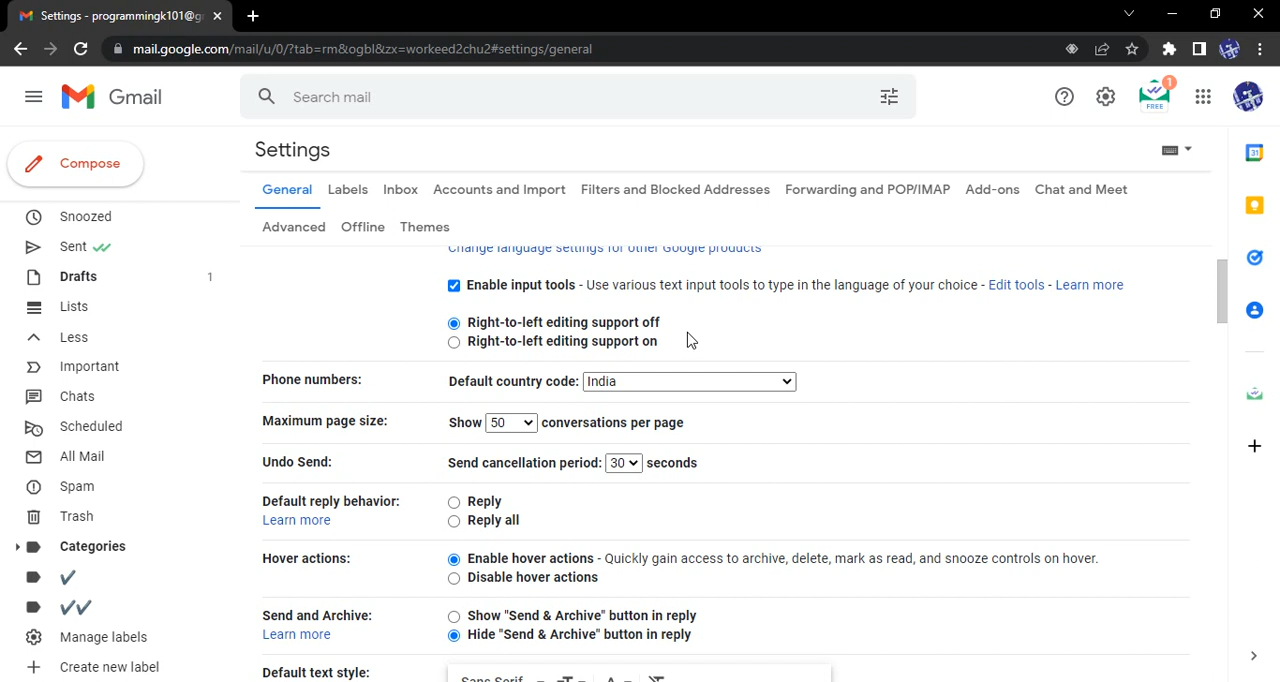 Settings - programmingk101@g
mail.google.com/mail/u/0/?tab=rm&ogbl&zx=workeed2chu2#settings/general
Gmail
Search mail
1
FREE
31
Compose
Settings
General Labels Inbox Accounts and Import Filters and Blocked Addresses Forwarding and POP/IMAP Add-ons Chat and Meet
Advanced Offline Themes
Snoozed
Sent
Drafts 1
Lists
Less
Important
Chats
Scheduled
All Mail
Spam
Trash
Categories
Manage labels
Create new label
Change language settings for other Google products
Enable input tools - Use various text input tools to type in the language of your choice - Edit tools - Learn more
Right-to-left editing support off
Right-to-left editing support on
Phone numbers: Default country code: India
Maximum page size: Show 50 conversations per page
Undo Send: Send cancellation period: 30 seconds
Default reply behavior: Reply
Learn more Reply all
Hover actions: Enable hover actions - Quickly gain access to archive, delete, mark as read, and snooze controls on hover.
Disable hover actions
Send and Archive: Show "Send & Archive" button in reply
Learn more Hide "Send & Archive" button in reply
Default text style: Sans Serif